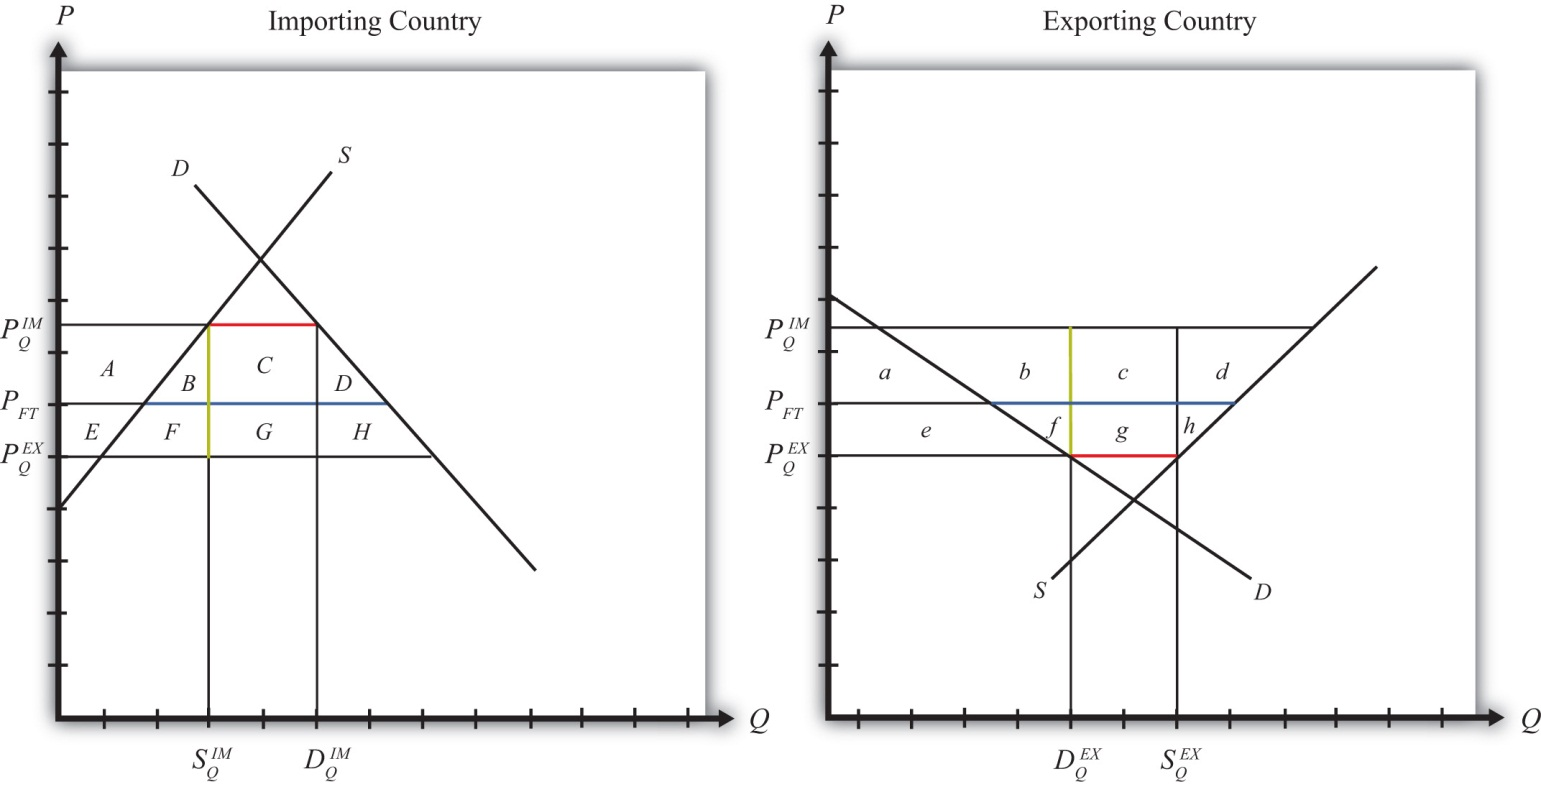 P
Importing Country
D
S
P_Q^IM
A
B
C
D
P_FT
E
F
G
H
P_Q^EX
Q
S_Q^IM
D_Q^IM
P
Exporting Country
P_Q^IM
a
b
c
d
P_FT
e
f
g
h
P_Q^EX
S
D
Q
D_Q^EX
S_Q^EX